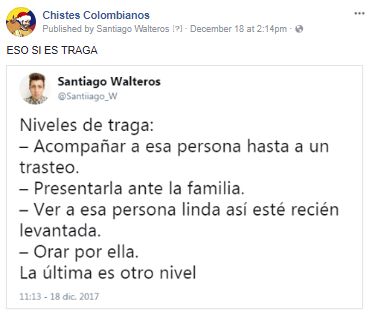 Chistes Colombianos
Published by Santiago Walteros [?] · December 18 at 2:14pm ·
ESO SI ES TRAGA
Santiago Walteros
@Santiiago_W
Niveles de traga:
– Acompañar a esa persona hasta a un
trasteo.
– Presentarla ante la familia.
– Ver a esa persona linda así esté recién
levantada.
– Orar por ella.
La última es otro nivel
11:13 - 18 dic. 2017